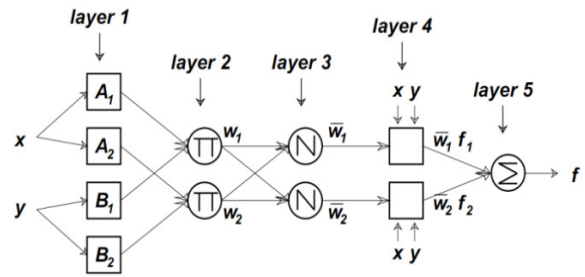 layer 1
layer 2
layer 3
layer 4
layer 5
x
y
A₁
A₂
B₁
B₂
Π
Π
w₁
w₂
N
N
w̅₁
w̅₂
x y
x y
w̅₁ f₁
w̅₂ f₂
Σ
f